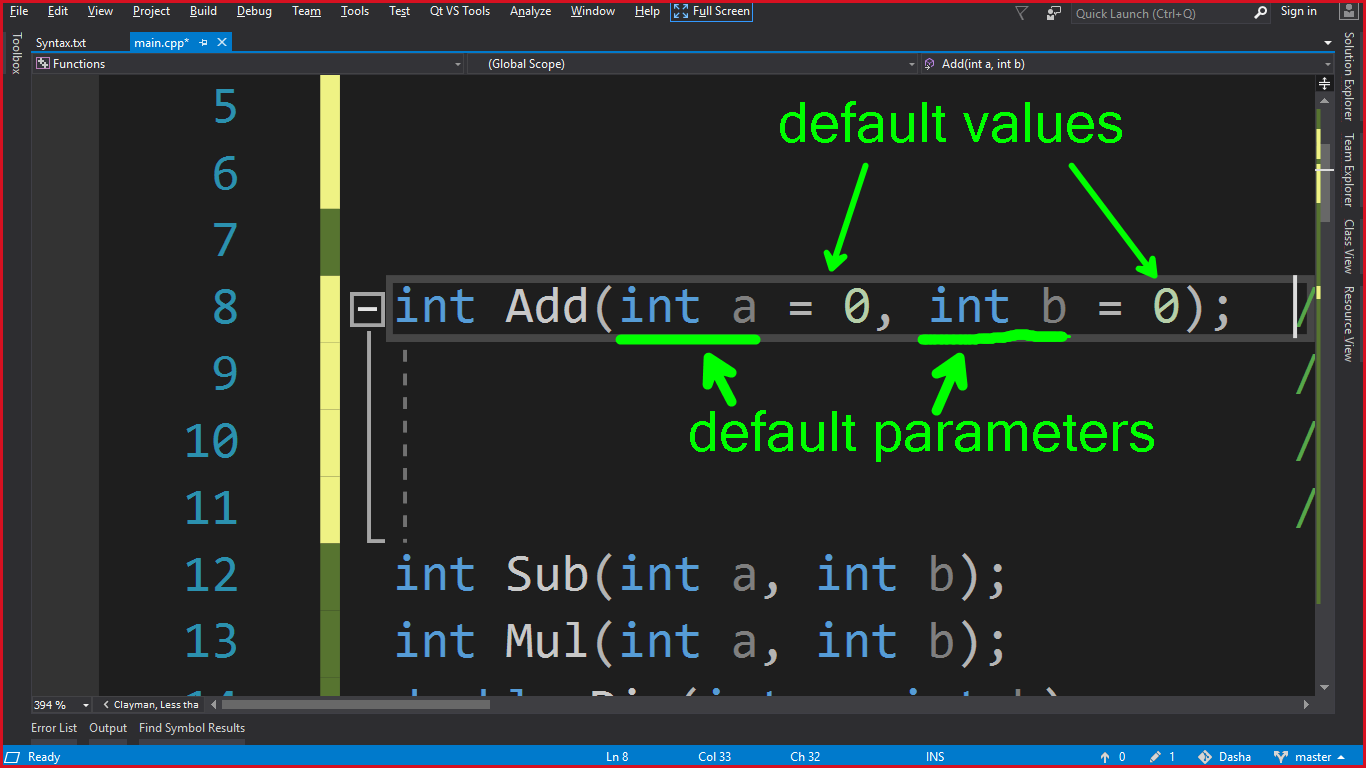 File Edit View Project Build Debug Team Tools Test Qt VS Tools Analyze Window Help Full Screen Quick Launch (Ctrl+Q) Sign in
Toolbox
Syntax.txt main.cpp*
Functions (Global Scope) Add(int a, int b)
Solution Explorer
Team Explorer
Class View
Resource View
default values
5
6
7
8 int Add(int a = 0, int b = 0); /
9 /
default parameters
10 /
11 /
12 int Sub(int a, int b);
13 int Mul(int a, int b);
394 % Clayman, Less tha
Error List Output Find Symbol Results
Ready Ln 8 Col 33 Ch 32 INS 0 1 Dasha master